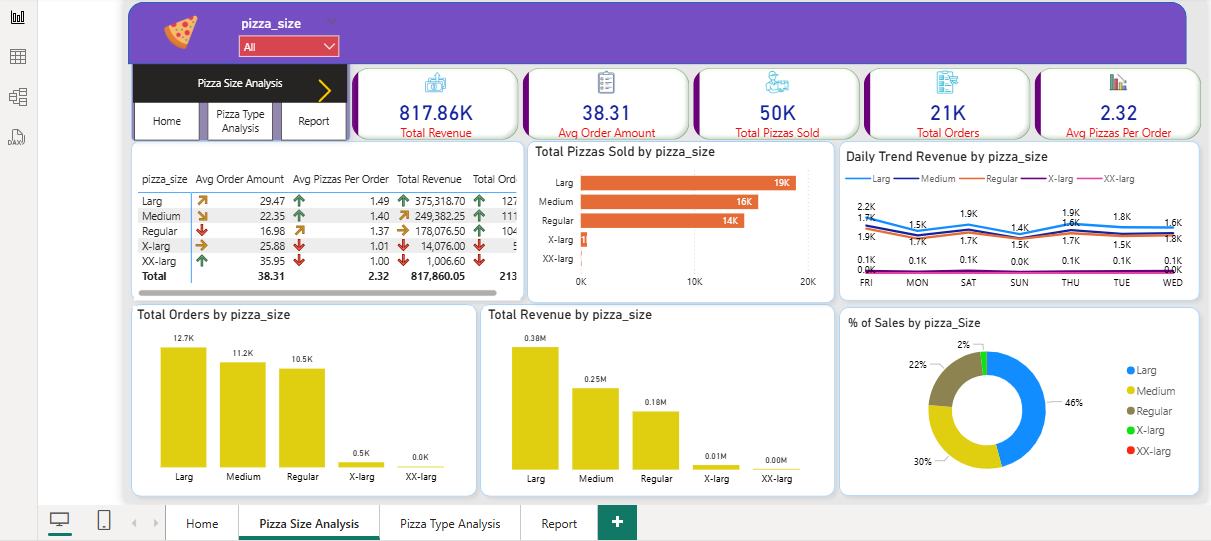 pizza_size
All
Pizza Size Analysis
Home
Pizza Type
Analysis
Report
817.86K
Total Revenue
38.31
Avg Order Amount
50K
Total Pizzas Sold
21K
Total Orders
2.32
Avg Pizzas Per Order
pizza_size Avg Order Amount Avg Pizzas Per Order Total Revenue Total Ord
Larg 29.47 1.49 375,318.70 127
Medium 22.35 1.40 249,382.25 111
Regular 16.98 1.37 178,076.50 104
X-larg 25.88 1.01 14,076.00 5
XX-larg 35.95 1.00 1,006.60
Total 38.31 2.32 817,860.05 213
Total Pizzas Sold by pizza_size
Larg 19K
Medium 16K
Regular 14K
X-larg
XX-larg
0K 10K 20K
Daily Trend Revenue by pizza_size
Larg Medium Regular X-larg XX-larg
2.2K 1.5K 1.9K 1.4K 1.9K 1.8K 1.6K
1.7K
1.9K 1.7K 1.7K 1.5K 1.7K 1.5K 1.8K
0.1K 0.1K 0.1K 0.0K 0.1K 0.1K 0.1K
0.0K 0.0K
FRI MON SAT SUN THU TUE WED
Total Orders by pizza_size
12.7K 11.2K 10.5K 0.5K 0.0K
Larg Medium Regular X-larg XX-larg
Total Revenue by pizza_size
0.38M 0.25M 0.18M 0.01M 0.00M
Larg Medium Regular X-larg XX-larg
% of Sales by pizza_Size
2%
22%
46%
30%
Larg
Medium
Regular
X-larg
XX-larg
DAX
Home Pizza Size Analysis Pizza Type Analysis Report +